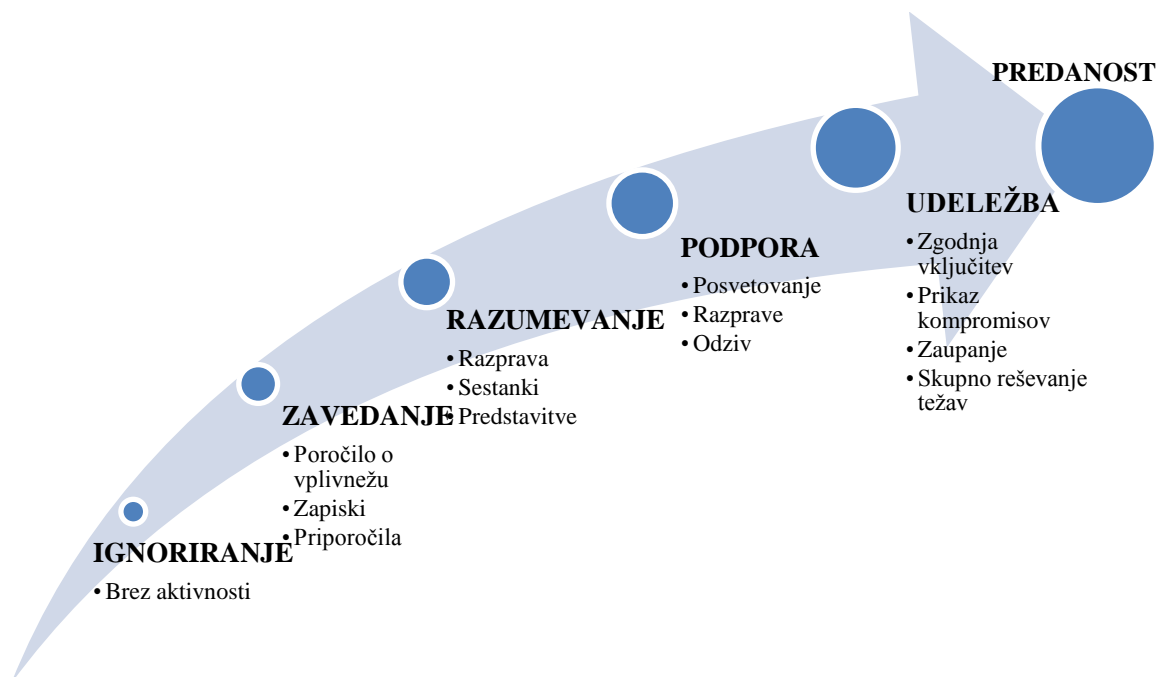 IGNORIRANJE
• Brez aktivnosti
ZAVEDANJE
• Poročilo o
vplivnežu
• Zapiski
• Priporočila
RAZUMEVANJE
• Razprava
• Sestanki
• Predstavitve
PODPORA
• Posvetovanje
• Razprave
• Odziv
UDELEŽBA
• Zgodnja
vključitev
• Prikaz
kompromisov
• Zaupanje
• Skupno reševanje
težav
PREDANOST